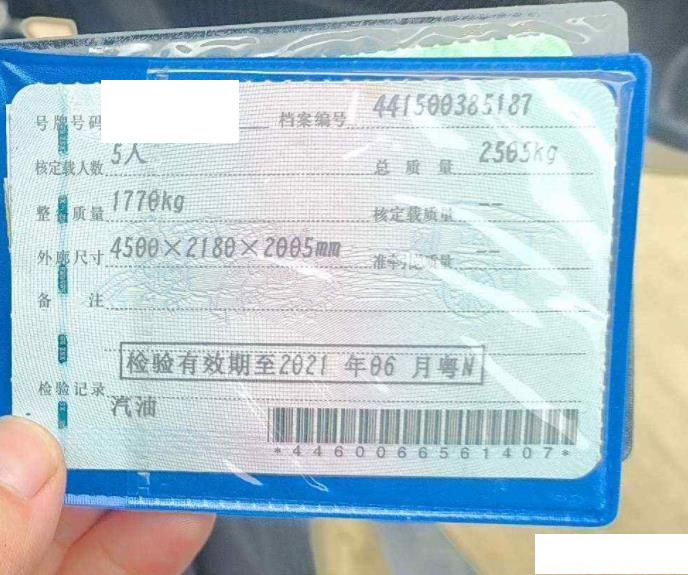 号牌号码 档案编号 441500385187
核定载人数 5人 总质量 2505kg
整备质量 1770kg 核定载质量 --
外廓尺寸 4500×2180×2005mm 准牵引总质量 --
备注
检验有效期至2021 年06 月粤N
检验记录
汽油
*4460066561407*